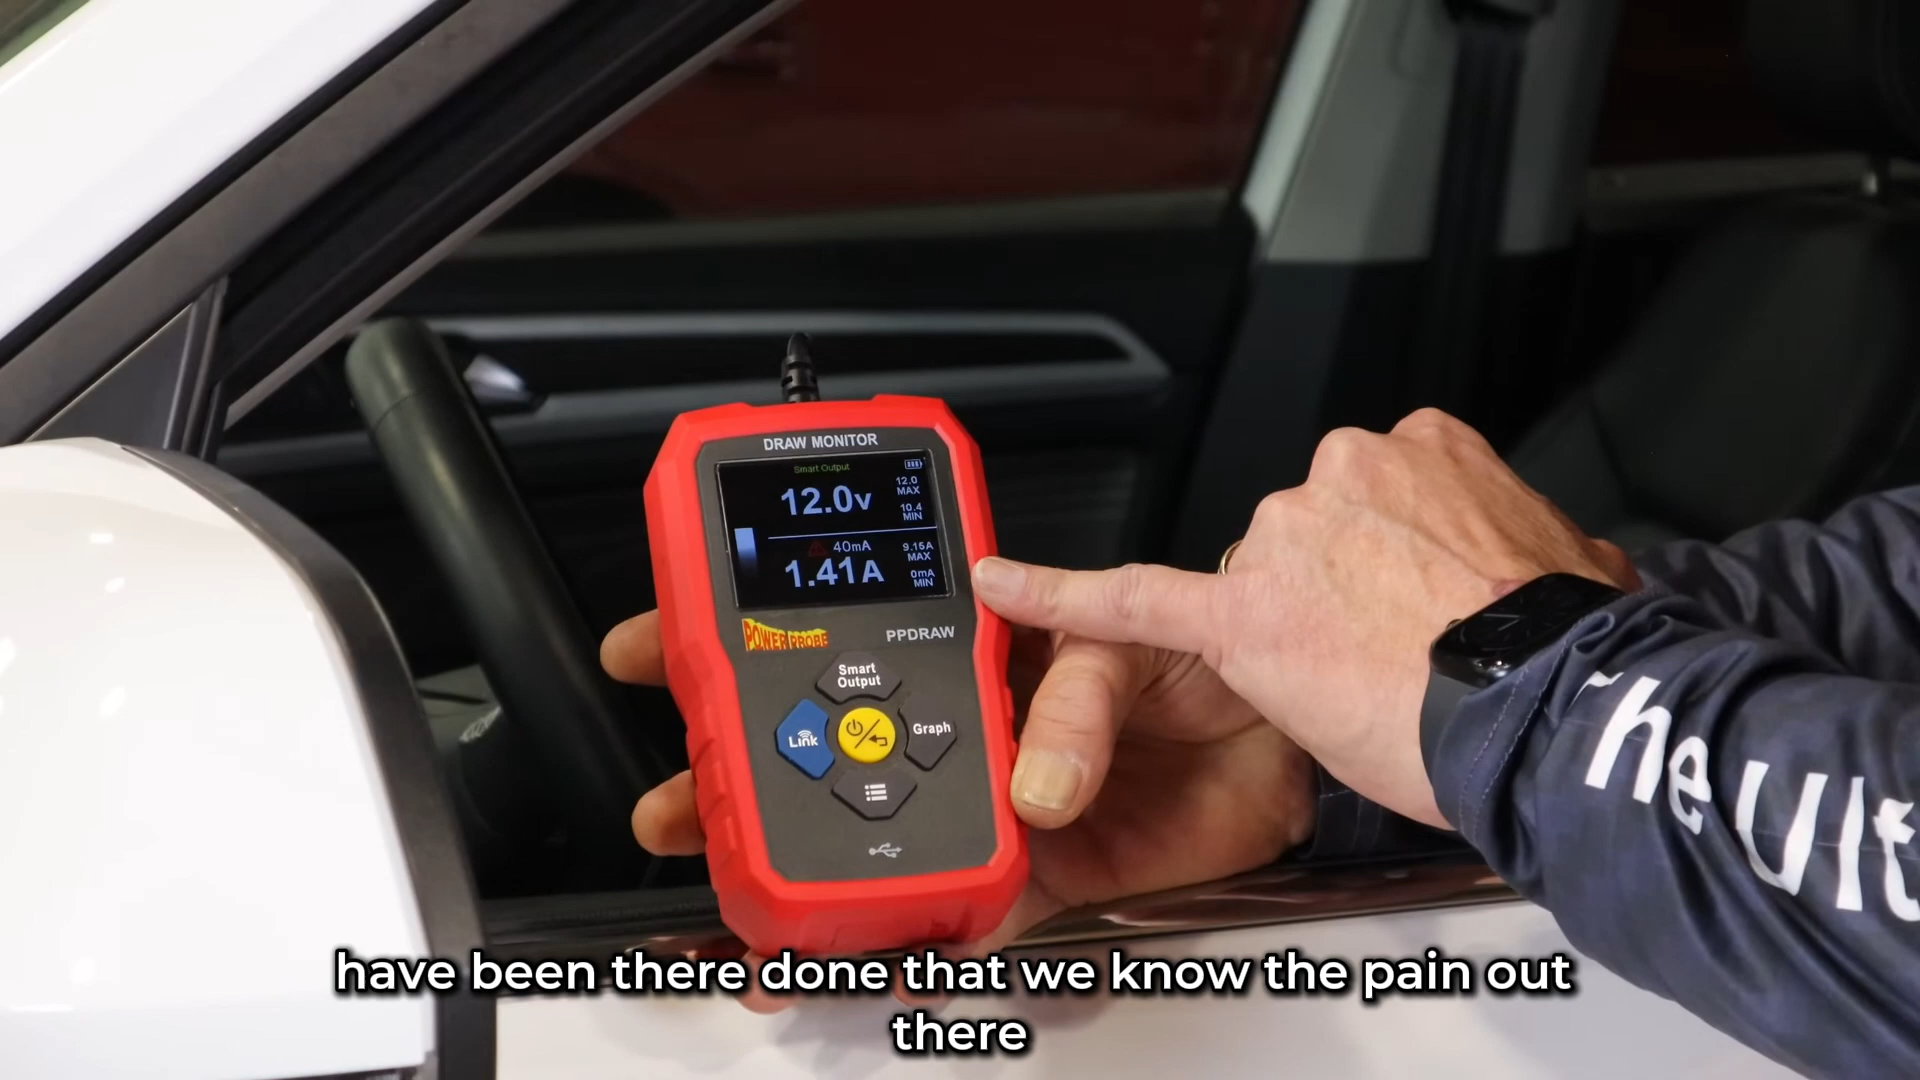 DRAW MONITOR
Smart Output
12.0v
12.0
MAX
10.4
MIN
40mA
1.41A
9.15A
MAX
0mA
MIN
POWER PROBE
PPDRAW
Smart
Output
Link
Graph
he Ult
have been there done that we know the pain out
there